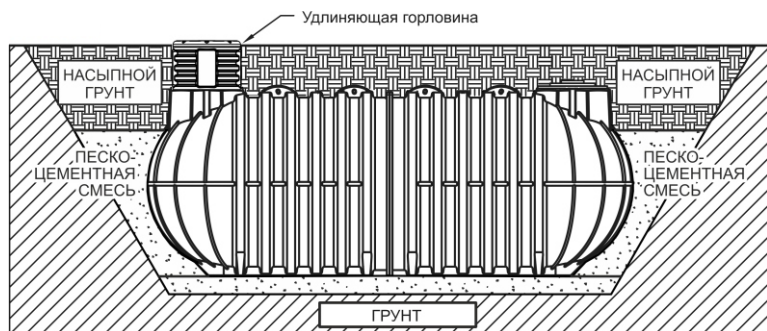 Удлиняющая горловина
НАСЫПНОЙ
ГРУНТ
НАСЫПНОЙ
ГРУНТ
ПЕСКО-
ЦЕМЕНТНАЯ
СМЕСЬ
ПЕСКО-
ЦЕМЕНТНАЯ
СМЕСЬ
ГРУНТ